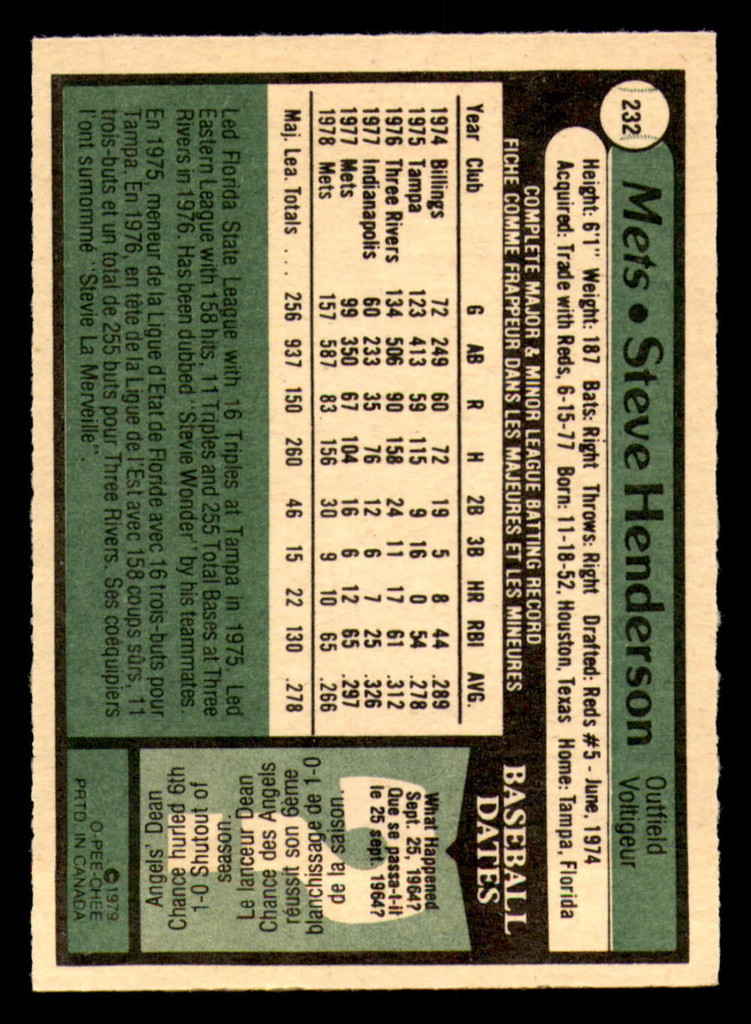 232
Mets • Steve Henderson
Outfield
Voltigeur
Height: 6'1" Weight: 187 Bats: Right Throws: Right Drafted: Reds #5 - June, 1974
Acquired: Trade with Reds, 6-15-77 Born: 11-18-52, Houston, Texas Home: Tampa, Florida
COMPLETE MAJOR & MINOR LEAGUE BATTING RECORD
FICHE COMME FRAPPEUR DANS LES MAJEURES ET LES MINEURES
Year Club G AB R H 2B 3B HR RBI AVG.
1974 Billings 72 249 60 72 19 5 8 44 .289
1975 Tampa 123 413 59 115 9 16 0 54 .278
1976 Three Rivers 134 506 90 158 24 11 17 61 .312
1977 Indianapolis 60 233 35 76 12 6 7 25 .326
1977 Mets 99 350 67 104 16 6 12 65 .297
1978 Mets 157 587 83 156 30 9 10 65 .266
Maj. Lea. Totals . . . 256 937 150 260 46 15 22 130 .278
Led Florida State League with 16 Triples at Tampa in 1975. Led
Eastern League with 158 hits, 11 Triples and 255 Total Bases at Three
Rivers in 1976. Has been dubbed 'Stevie Wonder' by his teammates.
En 1975, meneur de la Ligue d'Etat de Floride avec 16 trois-buts pour
Tampa. En 1976, en tête de la Ligue de l'Est avec 158 coups sûrs, 11
trois-buts et un total de 255 buts pour Three Rivers. Ses coéquipiers
l'ont surnommé "Stevie La Merveille".
BASEBALL
DATES
What Happened
Sept. 25, 1964?
Que se passa-t-il
le 25 sept. 1964?
Angels' Dean
Chance hurled 6th
1-0 Shutout of
season.
Le lanceur Dean
Chance des Angels
réussit son 6ème
blanchissage de 1-0
de la saison.
©1979
O-PEE-CHEE
PRTD. IN CANADA